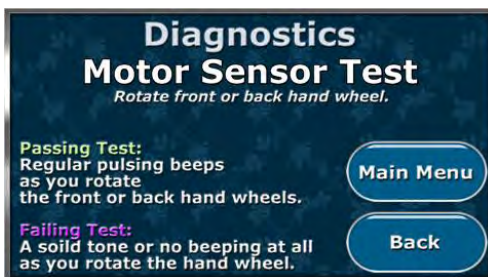 Diagnostics
Motor Sensor Test
Rotate front or back hand wheel.
Passing Test:
Regular pulsing beeps
as you rotate
the front or back hand wheels.
Main Menu
Failing Test:
A soild tone or no beeping at all
as you rotate the hand wheel.
Back